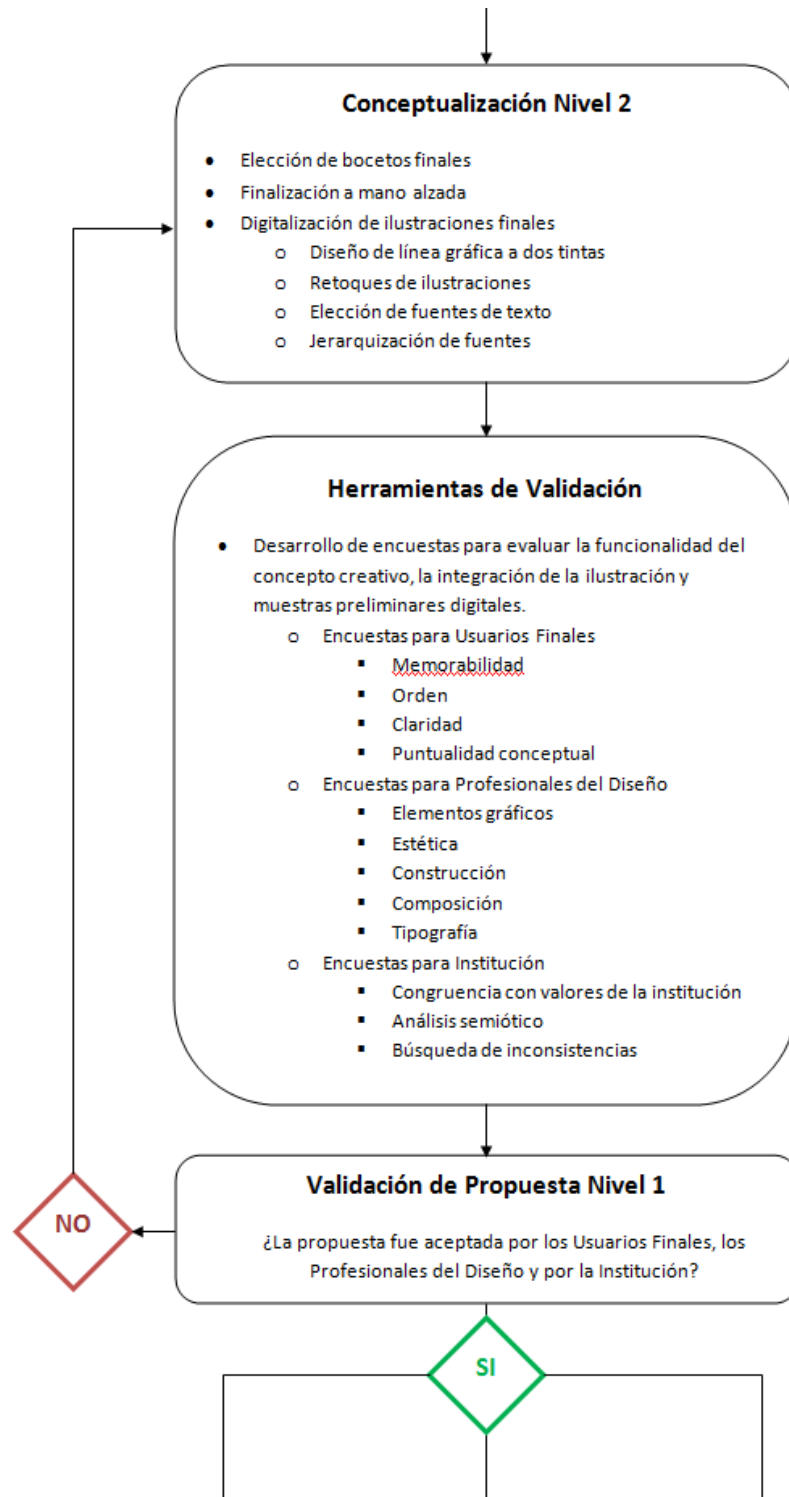 Conceptualización Nivel 2
• Elección de bocetos finales
• Finalización a mano alzada
• Digitalización de ilustraciones finales
o Diseño de línea gráfica a dos tintas
o Retoques de ilustraciones
o Elección de fuentes de texto
o Jerarquización de fuentes
Herramientas de Validación
• Desarrollo de encuestas para evaluar la funcionalidad del
concepto creativo, la integración de la ilustración y
muestras preliminares digitales.
o Encuestas para Usuarios Finales
▪ Memorabilidad
▪ Orden
▪ Claridad
▪ Puntualidad conceptual
o Encuestas para Profesionales del Diseño
▪ Elementos gráficos
▪ Estética
▪ Construcción
▪ Composición
▪ Tipografía
o Encuestas para Institución
▪ Congruencia con valores de la institución
▪ Análisis semiótico
▪ Búsqueda de inconsistencias
Validación de Propuesta Nivel 1
¿La propuesta fue aceptada por los Usuarios Finales, los
Profesionales del Diseño y por la Institución?
NO
SI